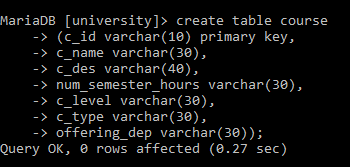 MariaDB [university]> create table course
    -> (c_id varchar(10) primary key,
    -> c_name varchar(30),
    -> c_des varchar(40),
    -> num_semester_hours varchar(30),
    -> c_level varchar(30),
    -> c_type varchar(30),
    -> offering_dep varchar(30));
Query OK, 0 rows affected (0.27 sec)